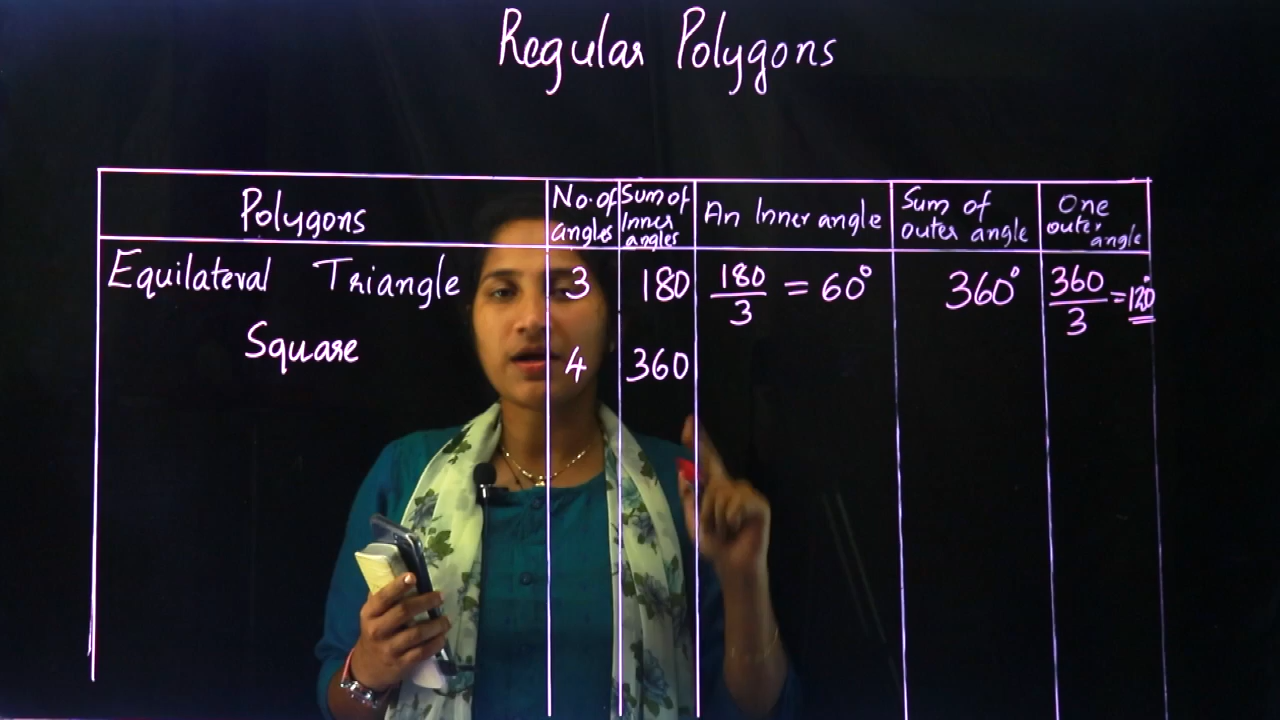 Regular Polygons
Polygons
No. of angles
Sum of Inner angles
An Inner angle
Sum of outer angle
One outer angle
Equilateral Triangle 3 180 180/3 = 60° 360° 360/3 = 120°
Square 4 360